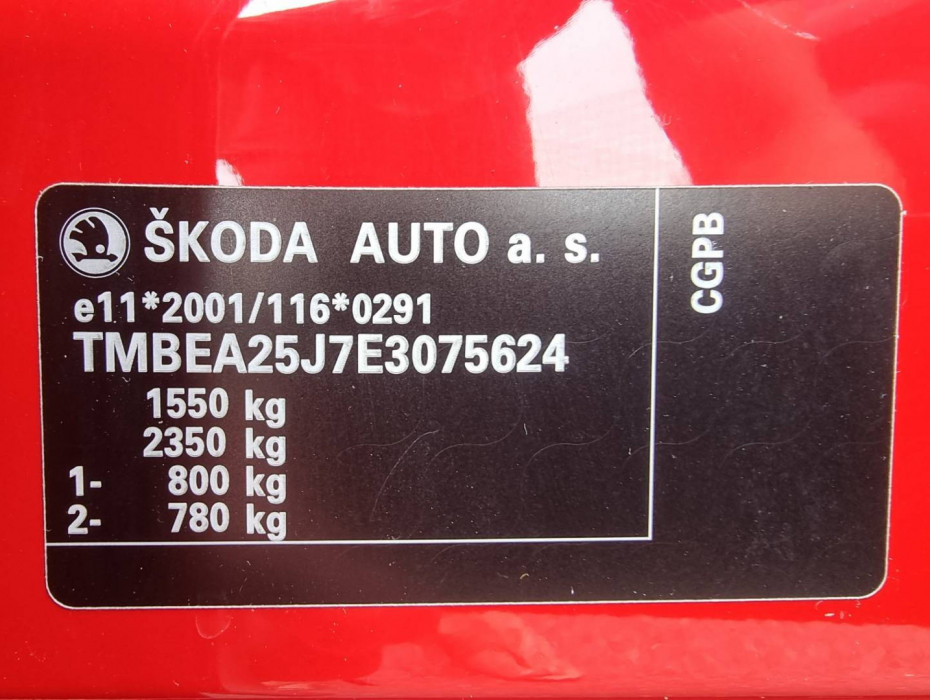 ŠKODA AUTO a. s.
e11*2001/116*0291
TMBEA25J7E3075624
1550 kg
2350 kg
1- 800 kg
2- 780 kg
CGPB